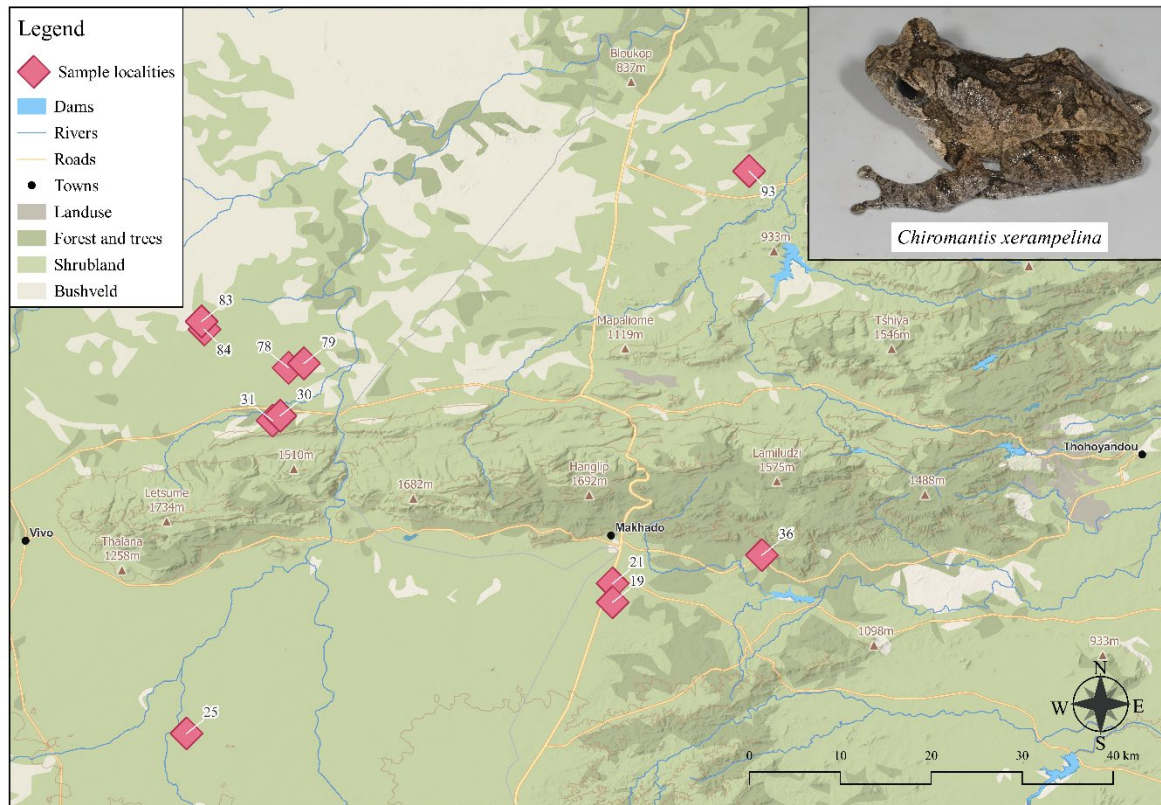 Legend
Sample localities
Dams
Rivers
Roads
Towns
Landuse
Forest and trees
Shrubland
Bushveld
Bloukop
837m
93
Chiromantis xerampelina
933m
83
84
78
79
Mapaliome
1119m
Tshiya
1546m
31
30
1510m
Letsume
1734m
Thalana
1258m
Vivo
1682m
Hanglip
1692m
Lamiludzi
1575m
1488m
Thohoyandou
Makhado
36
21
19
1098m
933m
25
N
W
E
S
0
10
20
30
40 km